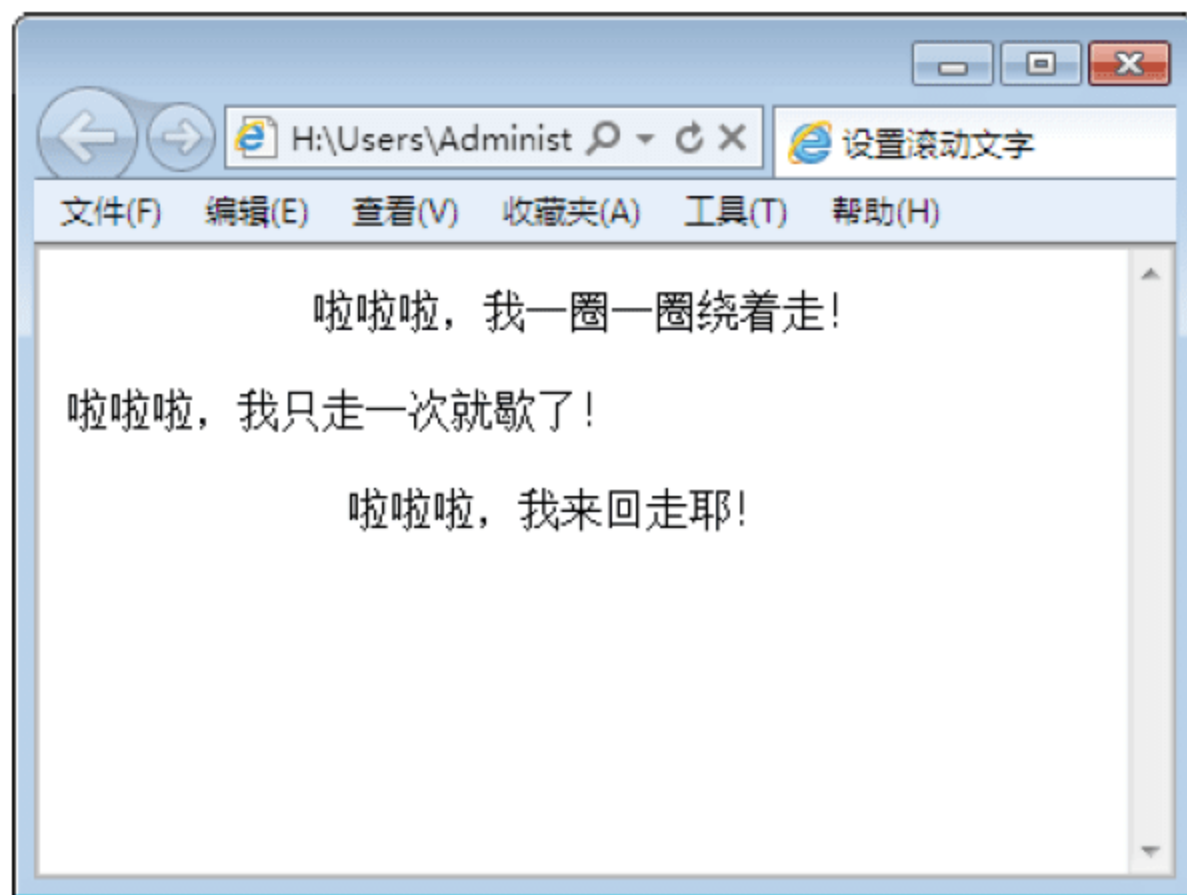 H:\Users\Administ
设置滚动文字
文件(F) 编辑(E) 查看(V) 收藏夹(A) 工具(T) 帮助(H)
啦啦啦，我一圈一圈绕着走！
啦啦啦，我只走一次就歇了！
啦啦啦，我来回走耶！